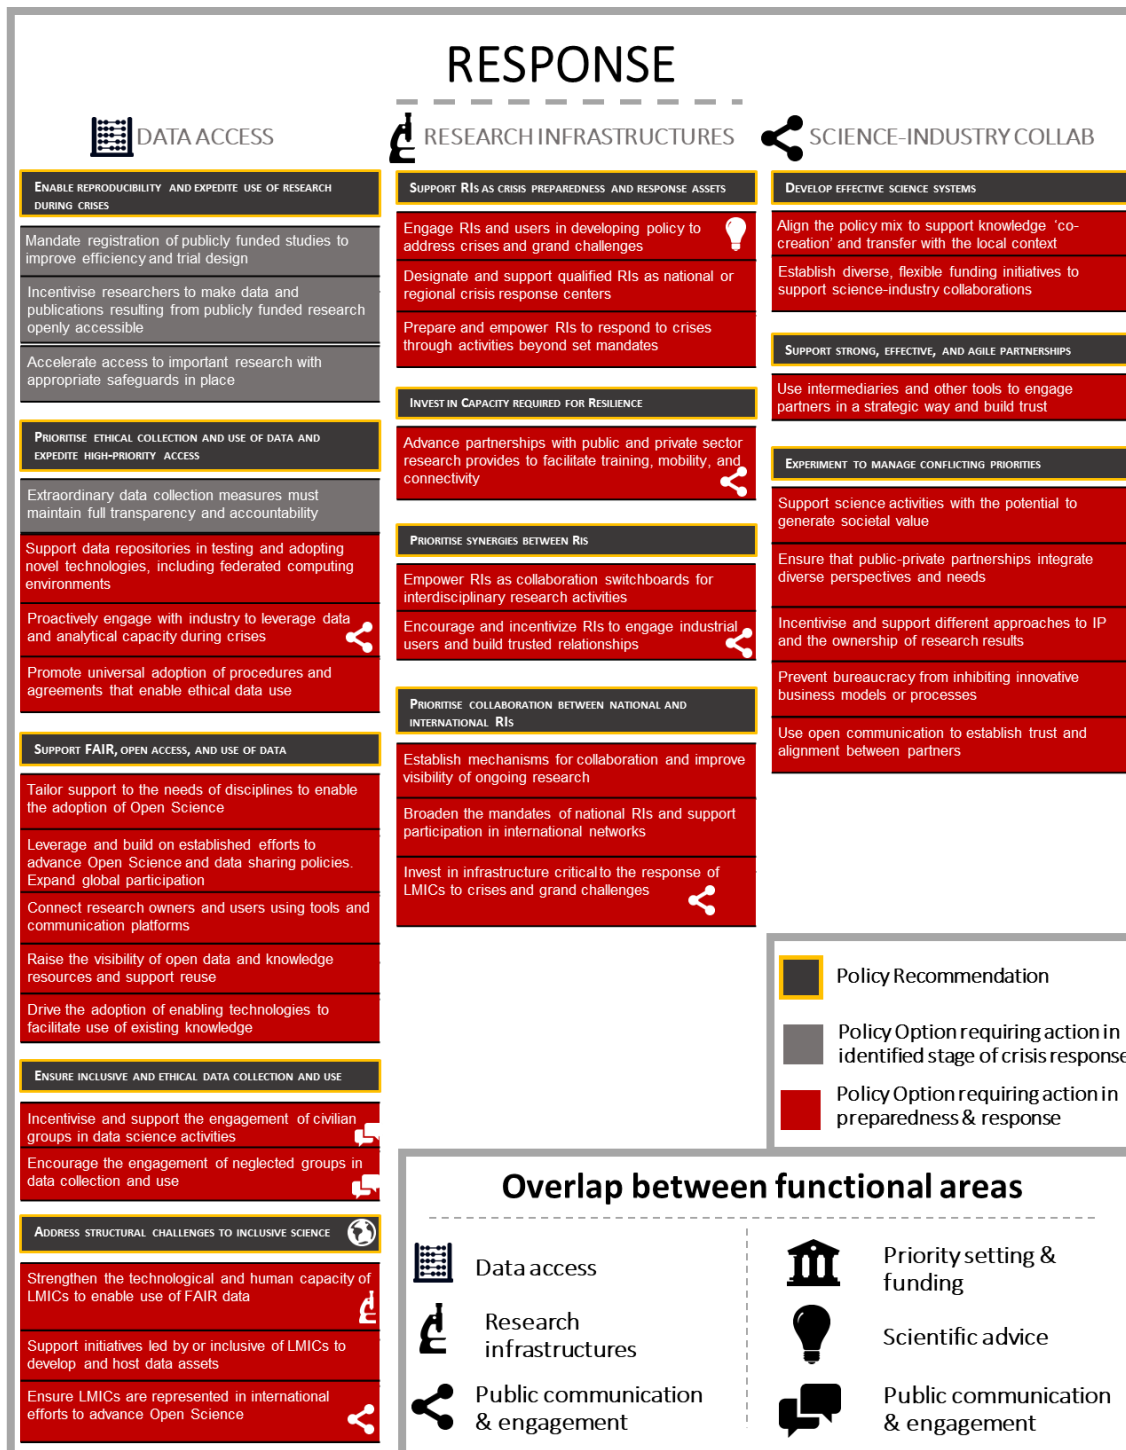 RESPONSE
DATA ACCESS
ENABLE REPRODUCIBILITY AND EXPEDITE USE OF RESEARCH
DURING CRISES
Mandate registration of publicly funded studies to
improve efficiency and trial design
Incentivise researchers to make data and
publications resulting from publicly funded research
openly accessible
Accelerate access to important research with
appropriate safeguards in place
PRIORITISE ETHICAL COLLECTION AND USE OF DATA AND
EXPEDITE HIGH-PRIORITY ACCESS
Extraordinary data collection measures must
maintain full transparency and accountability
Support data repositories in testing and adopting
novel technologies, including federated computing
environments
Proactively engage with industry to leverage data
and analytical capacity during crises
Promote universal adoption of procedures and
agreements that enable ethical data use
SUPPORT FAIR, OPEN ACCESS, AND USE OF DATA
Tailor support to the needs of disciplines to enable
the adoption of Open Science
Leverage and build on established efforts to
advance Open Science and data sharing policies.
Expand global participation
Connect research owners and users using tools and
communication platforms
Raise the visibility of open data and knowledge
resources and support reuse
Drive the adoption of enabling technologies to
facilitate use of existing knowledge
ENSURE INCLUSIVE AND ETHICAL DATA COLLECTION AND USE
Incentivise and support the engagement of civilian
groups in data science activities
Encourage the engagement of neglected groups in
data collection and use
ADDRESS STRUCTURAL CHALLENGES TO INCLUSIVE SCIENCE
Strengthen the technological and human capacity of
LMICs to enable use of FAIR data
Support initiatives led by or inclusive of LMICs to
develop and host data assets
Ensure LMICs are represented in international
efforts to advance Open Science
RESEARCH INFRASTRUCTURES
SUPPORT RIS AS CRISIS PREPAREDNESS AND RESPONSE ASSETS
Engage RIs and users in developing policy to
address crises and grand challenges
Designate and support qualified RIs as national or
regional crisis response centers
Prepare and empower RIs to respond to crises
through activities beyond set mandates
INVEST IN CAPACITY REQUIRED FOR RESILIENCE
Advance partnerships with public and private sector
research provides to facilitate training, mobility, and
connectivity
PRIORITISE SYNERGIES BETWEEN RIS
Empower RIs as collaboration switchboards for
interdisciplinary research activities
Encourage and incentivize RIs to engage industrial
users and build trusted relationships
PRIORITISE COLLABORATION BETWEEN NATIONAL AND
INTERNATIONAL RIS
Establish mechanisms for collaboration and improve
visibility of ongoing research
Broaden the mandates of national RIs and support
participation in international networks
Invest in infrastructure critical to the response of
LMICs to crises and grand challenges
SCIENCE-INDUSTRY COLLAB
DEVELOP EFFECTIVE SCIENCE SYSTEMS
Align the policy mix to support knowledge 'co-
creation' and transfer with the local context
Establish diverse, flexible funding initiatives to
support science-industry collaborations
SUPPORT STRONG, EFFECTIVE, AND AGILE PARTNERSHIPS
Use intermediaries and other tools to engage
partners in a strategic way and build trust
EXPERIMENT TO MANAGE CONFLICTING PRIORITIES
Support science activities with the potential to
generate societal value
Ensure that public-private partnerships integrate
diverse perspectives and needs
Incentivise and support different approaches to IP
and the ownership of research results
Prevent bureaucracy from inhibiting innovative
business models or processes
Use open communication to establish trust and
alignment between partners
Policy Recommendation
Policy Option requiring action in
identified stage of crisis response
Policy Option requiring action in
preparedness & response
Overlap between functional areas
Data access
Research
infrastructures
Public communication
& engagement
Priority setting &
funding
Scientific advice
Public communication
& engagement